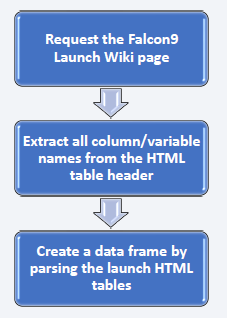 Request the Falcon9
Launch Wiki page
Extract all column/variable
names from the HTML
table header
Create a data frame by
parsing the launch HTML
tables